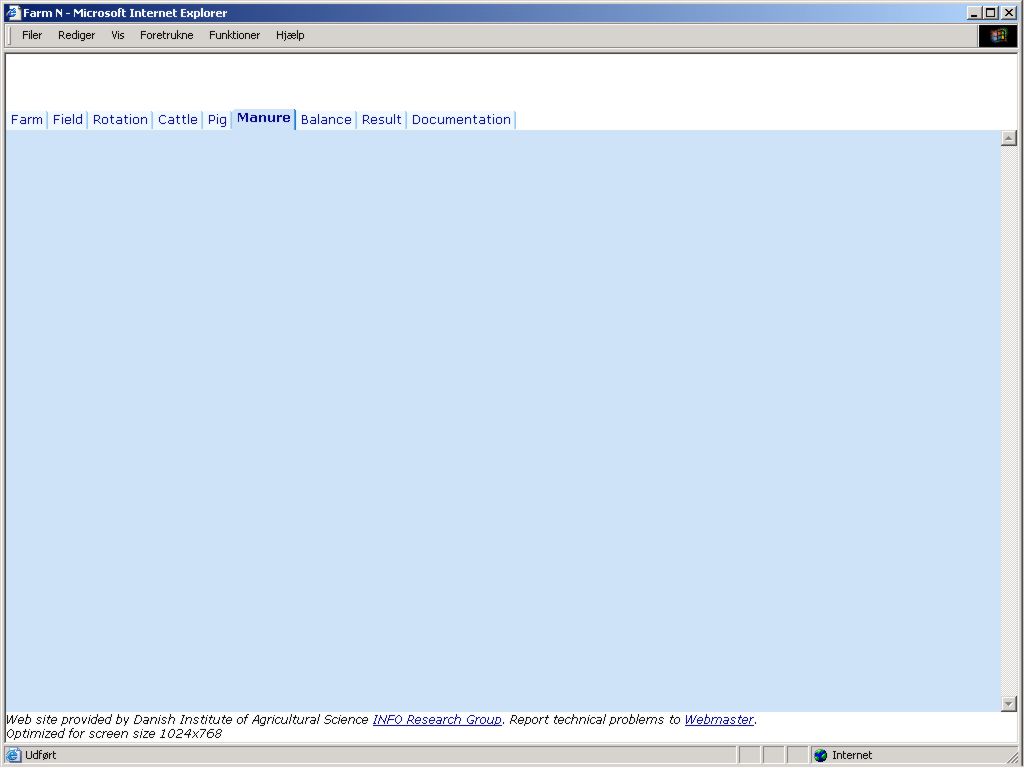 Farm N - Microsoft Internet Explorer
Filer Rediger Vis Foretrukne Funktioner Hjælp
Farm Field Rotation Cattle Pig Manure Balance Result Documentation
Web site provided by Danish Institute of Agricultural Science INFO Research Group. Report technical problems to Webmaster.
Optimized for screen size 1024x768
Udført Internet